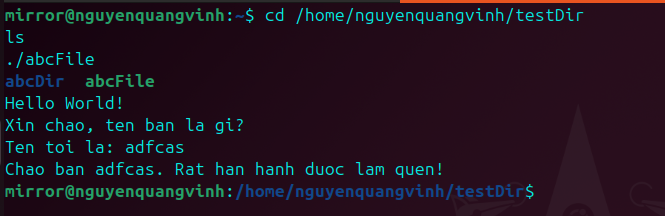 mirror@nguyenquangvinh:~$ cd /home/nguyenquangvinh/testDir
ls
./abcFile
abcDir  abcFile
Hello World!
Xin chao, ten ban la gi?
Ten toi la: adfcas
Chao ban adfcas. Rat han hanh duoc lam quen!
mirror@nguyenquangvinh:/home/nguyenquangvinh/testDir$